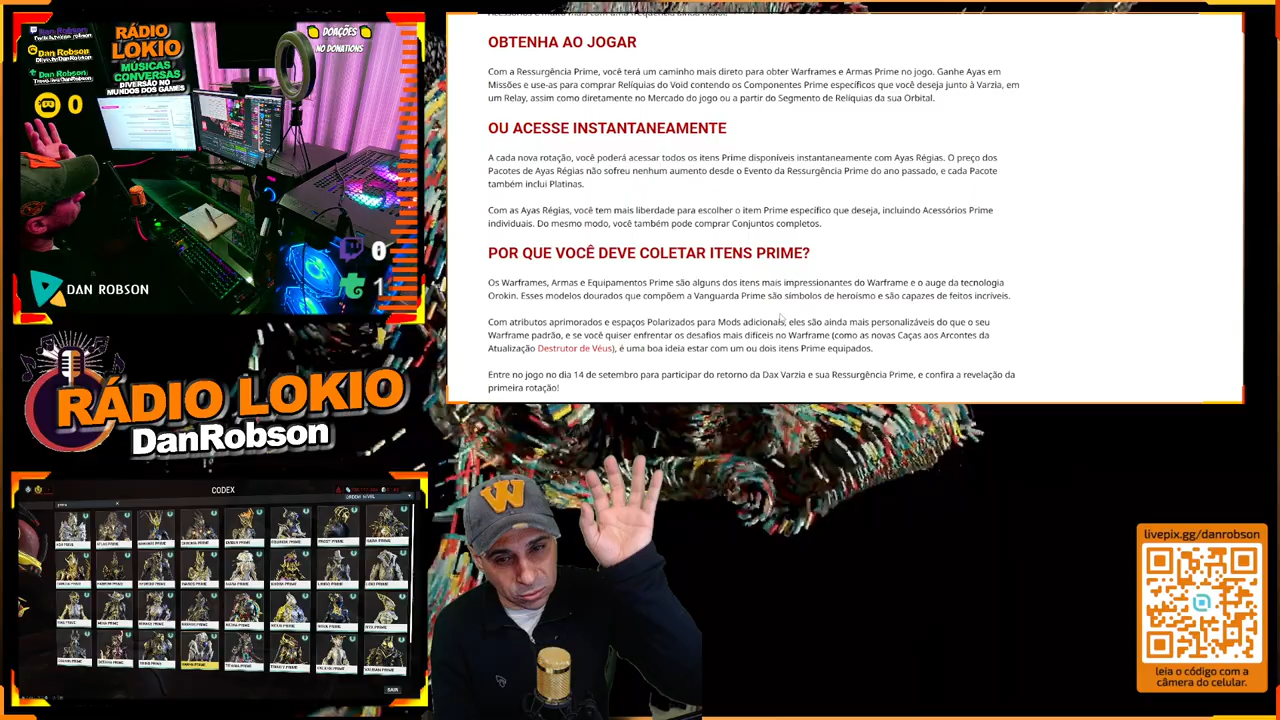 Dan Robson
Dan Robson
Dan Robson
0
RÁDIO
LOKIO
MÚSICAS
CONVERSAS
DIVERSÃO NO
MUNDOS DOS GAMES
DOAÇÕES
NO DONATIONS
0
1
DAN ROBSON
RÁDIO LOKIO
DanRobson
CODEX
SAIR
OBTENHA AO JOGAR
Com a Ressurgência Prime, você terá um caminho mais direto para obter Warframes e Armas Prime no jogo. Ganhe Ayas em
Missões e use-as para comprar Relíquias do Void contendo os Componentes Prime específicos que você deseja junto à Varzia, em
um Relay, assim como diretamente no Mercado do jogo ou a partir do Segmento de Relíquias da sua Orbital.
OU ACESSE INSTANTANEAMENTE
A cada nova rotação, você poderá acessar todos os itens Prime disponíveis instantaneamente com Ayas Régias. O preço dos
Pacotes de Ayas Régias não sofreu nenhum aumento desde o Evento da Ressurgência Prime do ano passado, e cada Pacote
também inclui Platinas.
Com as Ayas Régias, você tem mais liberdade para escolher o item Prime específico que deseja, incluindo Acessórios Prime
individuais. Do mesmo modo, você também pode comprar Conjuntos completos.
POR QUE VOCÊ DEVE COLETAR ITENS PRIME?
Os Warframes, Armas e Equipamentos Prime são alguns dos itens mais impressionantes do Warframe e o auge da tecnologia
Orokin. Esses modelos dourados que compõem a Vanguarda Prime são símbolos de heroísmo e são capazes de feitos incríveis.
Com atributos aprimorados e espaços Polarizados para Mods adicionais, eles são ainda mais personalizáveis do que o seu
Warframe padrão, e se você quiser enfrentar os desafios mais difíceis no Warframe (como as novas Caças aos Arcontes da
Atualização Destrutor de Véus), é uma boa ideia estar com um ou dois itens Prime equipados.
Entre no jogo no dia 14 de setembro para participar do retorno da Dax Varzia e sua Ressurgência Prime, e confira a revelação da
primeira rotação!
W
livepix.gg/danrobson
leia o código com a
câmera do celular.